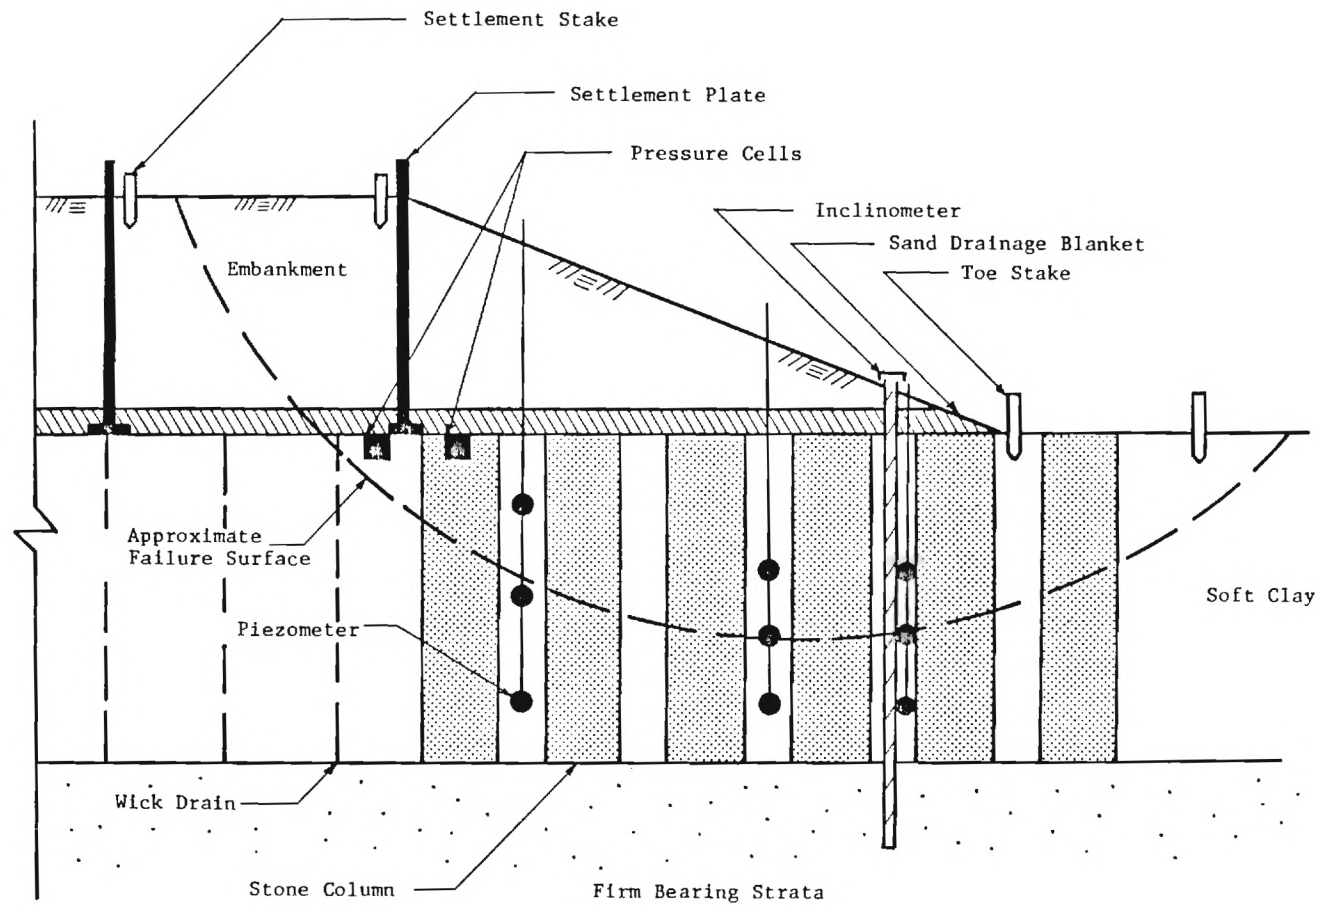 Settlement Stake
Settlement Plate
Pressure Cells
Inclinometer
Sand Drainage Blanket
Toe Stake
Embankment
Approximate
Failure Surface
Soft Clay
Piezometer
Wick Drain
Stone Column
Firm Bearing Strata